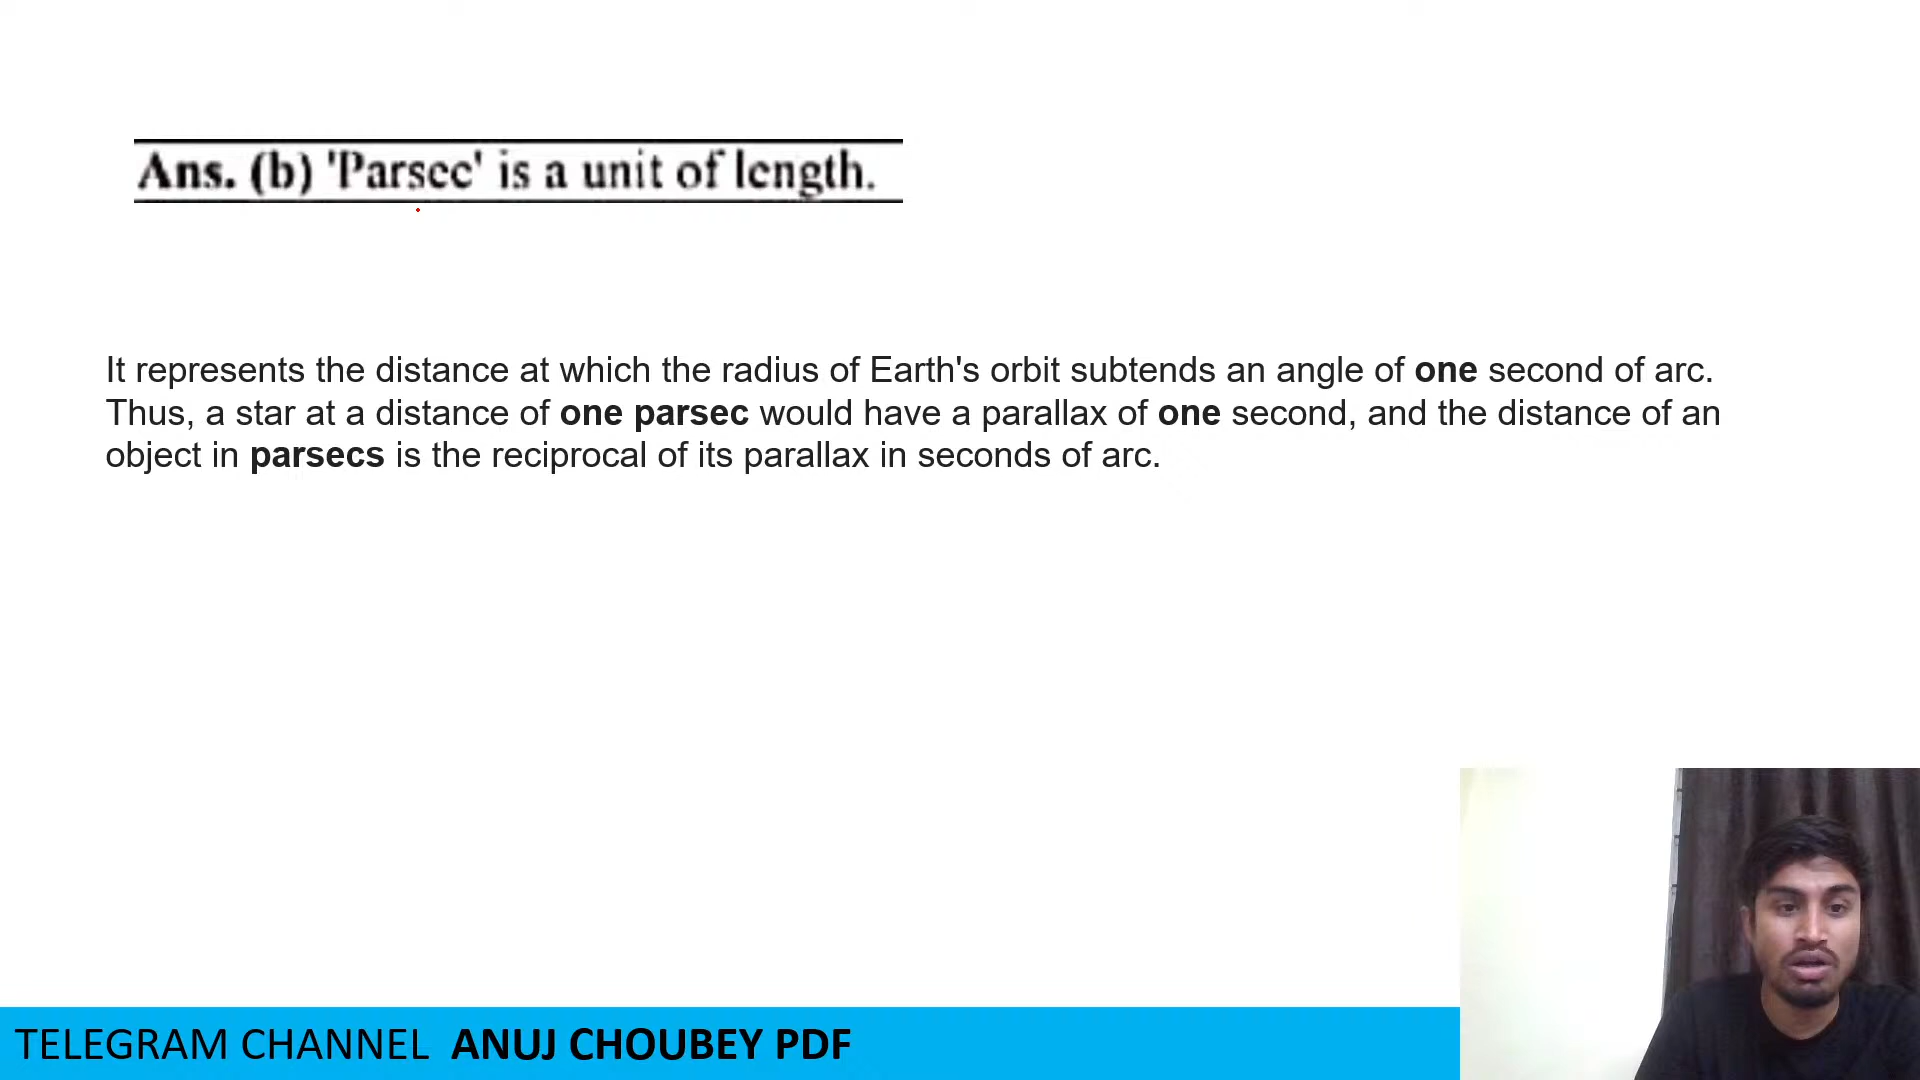 Ans. (b) 'Parsec' is a unit of length.
It represents the distance at which the radius of Earth's orbit subtends an angle of one second of arc.
Thus, a star at a distance of one parsec would have a parallax of one second, and the distance of an
object in parsecs is the reciprocal of its parallax in seconds of arc.
TELEGRAM CHANNEL ANUJ CHOUBEY PDF